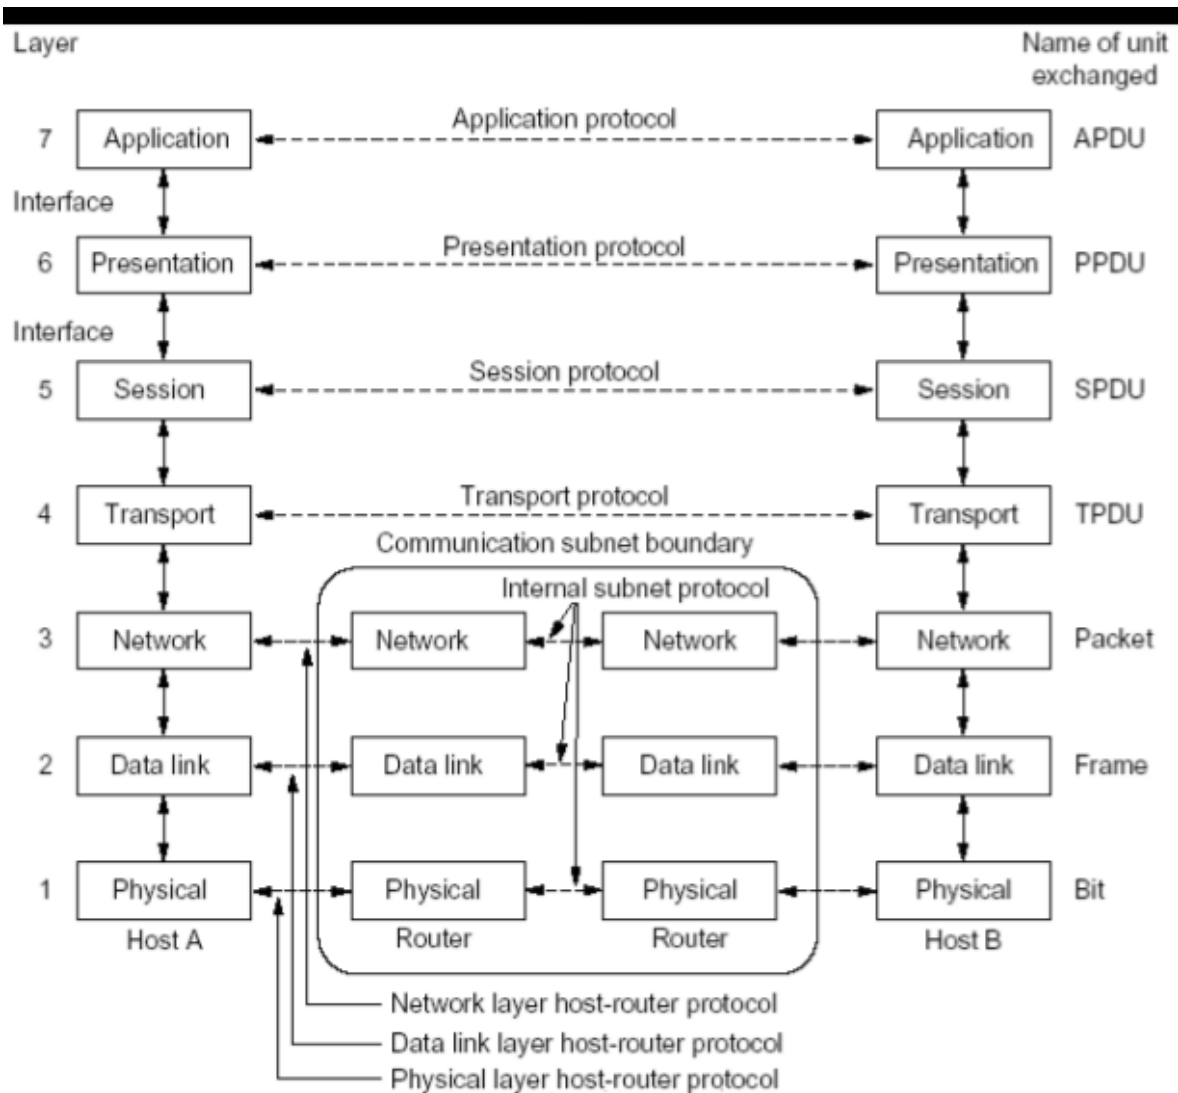 Layer
Name of unit
exchanged
Application protocol
7 Application Application APDU
Interface
Presentation protocol
6 Presentation Presentation PPDU
Interface
Session protocol
5 Session Session SPDU
Transport protocol
4 Transport Transport TPDU
Communication subnet boundary
Internal subnet protocol
3 Network Network Network Network Packet
2 Data link Data link Data link Data link Frame
1 Physical Physical Physical Physical Bit
Host A Router Router Host B
Network layer host-router protocol
Data link layer host-router protocol
Physical layer host-router protocol